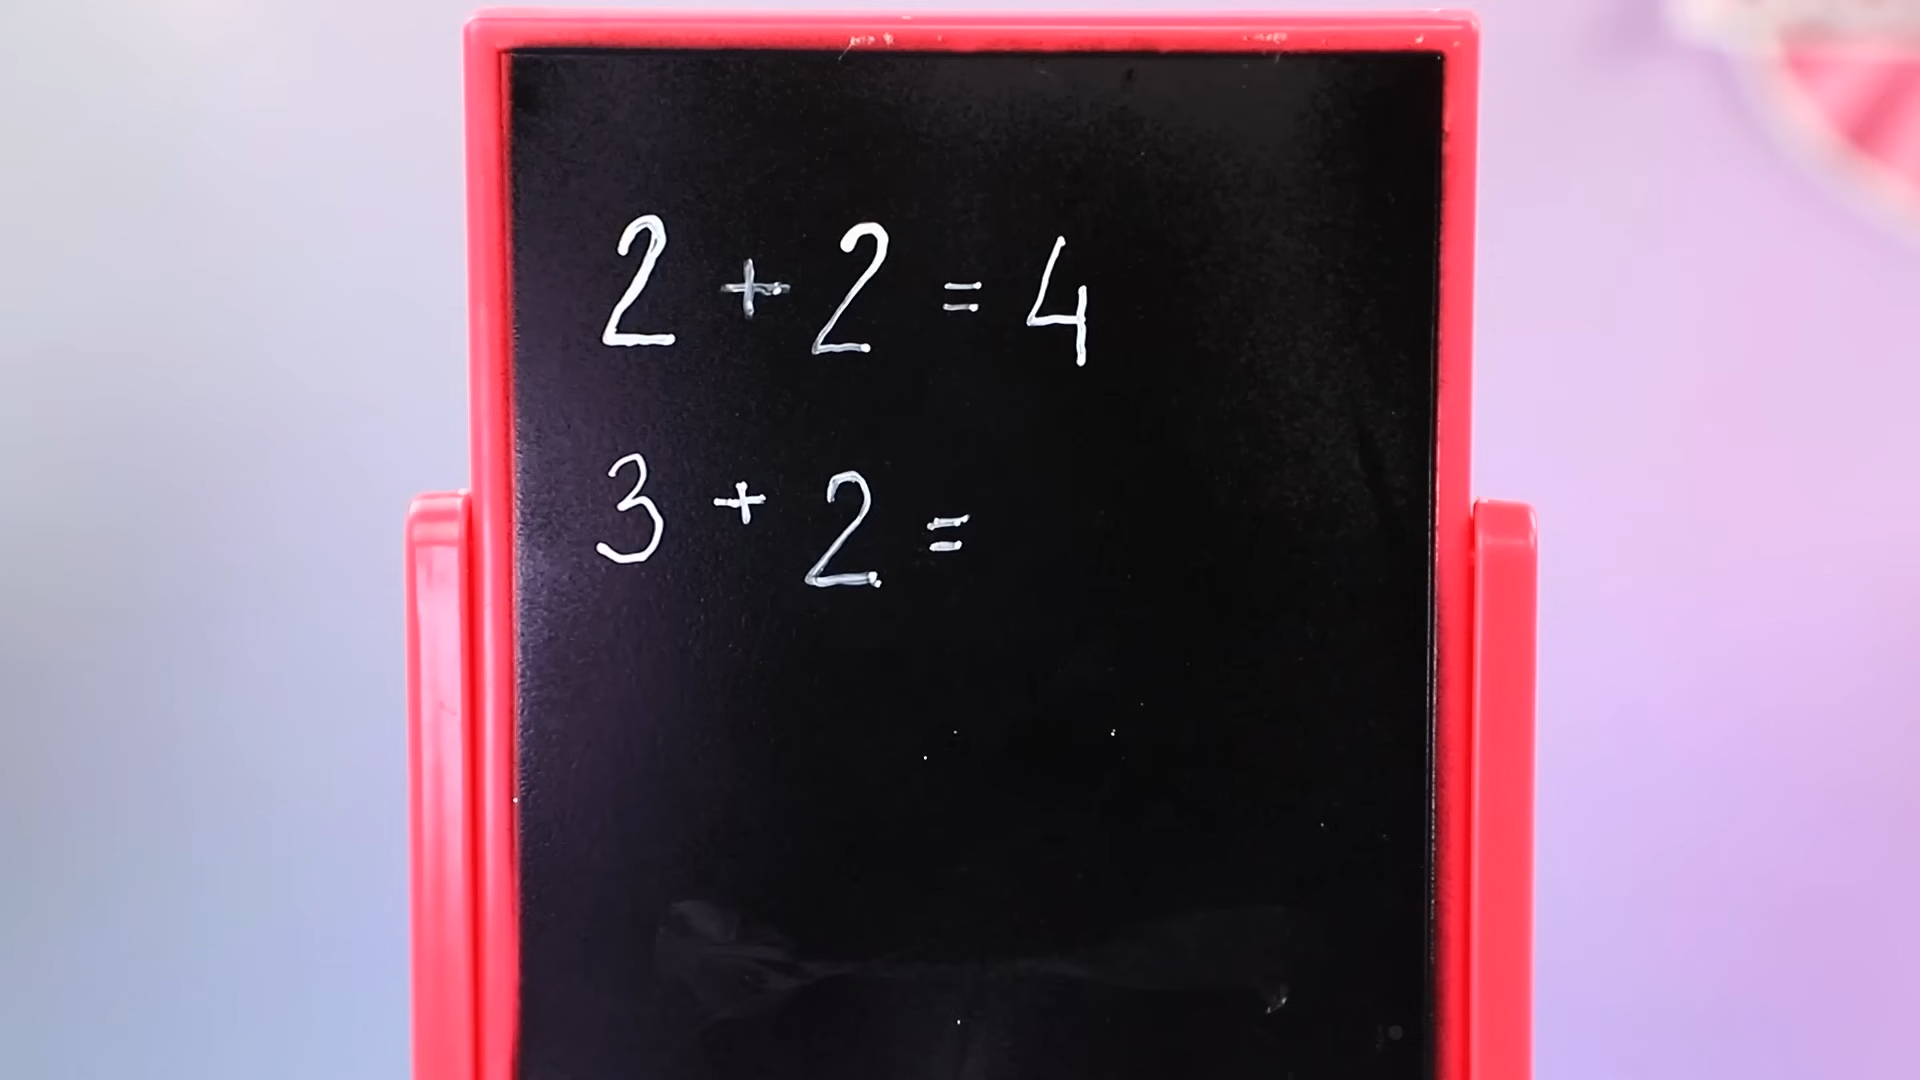 2 + 2 = 4
3 + 2 =